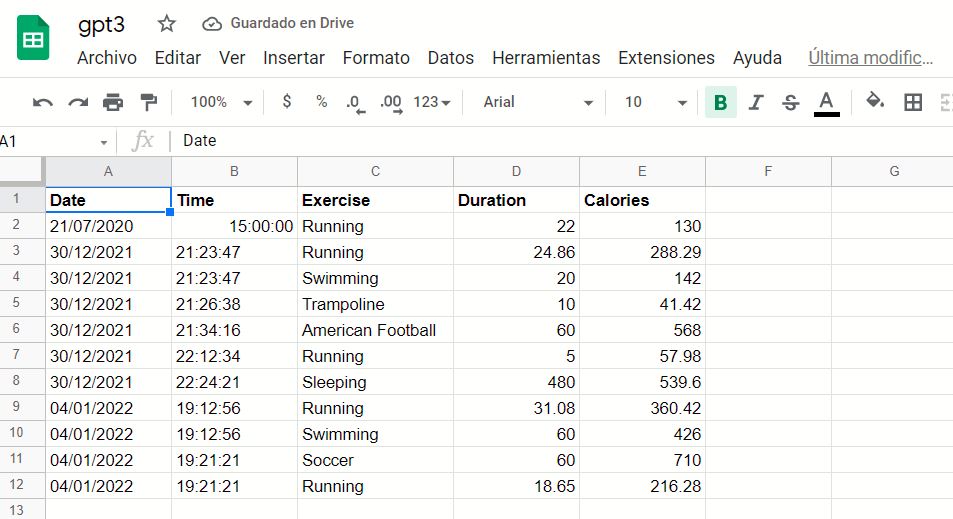 gpt3 Guardado en Drive
Archivo Editar Ver Insertar Formato Datos Herramientas Extensiones Ayuda Última modific...
100% $ % .0 .00 123 Arial 10 B I S A
A1 fx Date
A B C D E F G
1 Date Time Exercise Duration Calories
2 21/07/2020 15:00:00 Running 22 130
3 30/12/2021 21:23:47 Running 24.86 288.29
4 30/12/2021 21:23:47 Swimming 20 142
5 30/12/2021 21:26:38 Trampoline 10 41.42
6 30/12/2021 21:34:16 American Football 60 568
7 30/12/2021 22:12:34 Running 5 57.98
8 30/12/2021 22:24:21 Sleeping 480 539.6
9 04/01/2022 19:12:56 Running 31.08 360.42
10 04/01/2022 19:12:56 Swimming 60 426
11 04/01/2022 19:21:21 Soccer 60 710
12 04/01/2022 19:21:21 Running 18.65 216.28
13